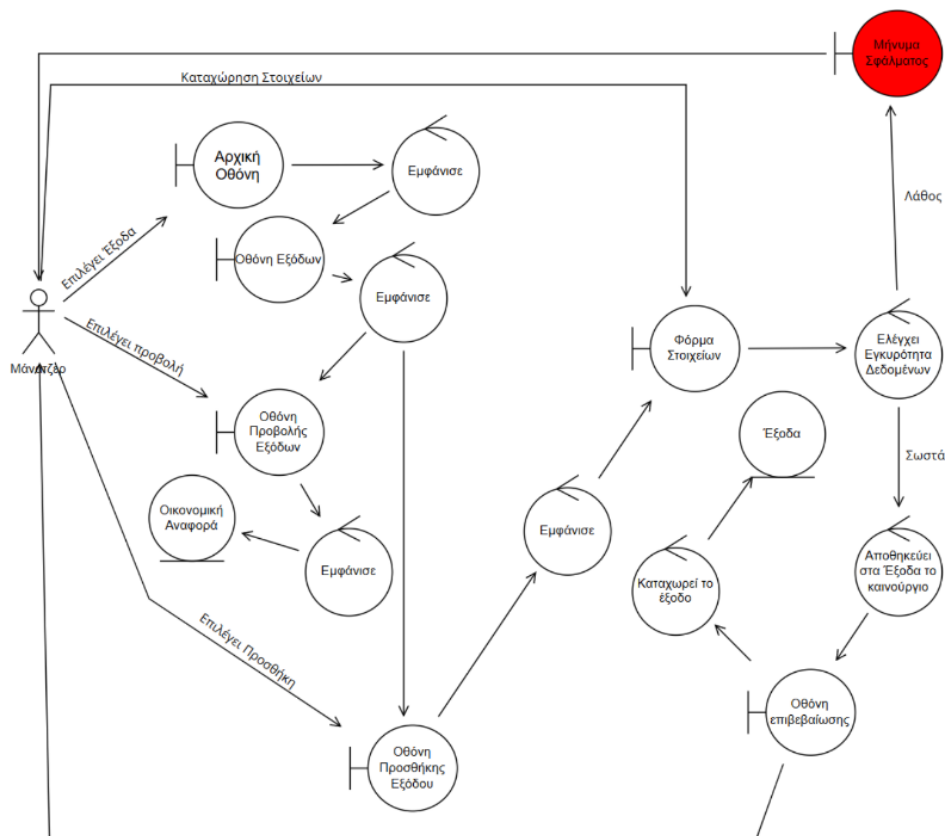 Μήνυμα
Σφάλματος
Καταχώρηση Στοιχείων
Αρχική
Οθόνη
Εμφάνισε
Λάθος
Επιλέγει Έξοδα
Οθόνη Εξόδων
Εμφάνισε
Μάνατζερ
Επιλέγει προβολή
Φόρμα
Στοιχείων
Ελέγχει
Εγκυρότητα
Δεδομένων
Οθόνη
Προβολής
Εξόδων
Έξοδα
Σωστά
Οικονομική
Αναφορά
Εμφάνισε
Εμφάνισε
Καταχωρεί το
έξοδο
Αποθηκεύει
στα Έξοδα το
καινούργιο
Επιλέγει Προσθήκη
Οθόνη
επιβεβαίωσης
Οθόνη
Προσθήκης
Εξόδου